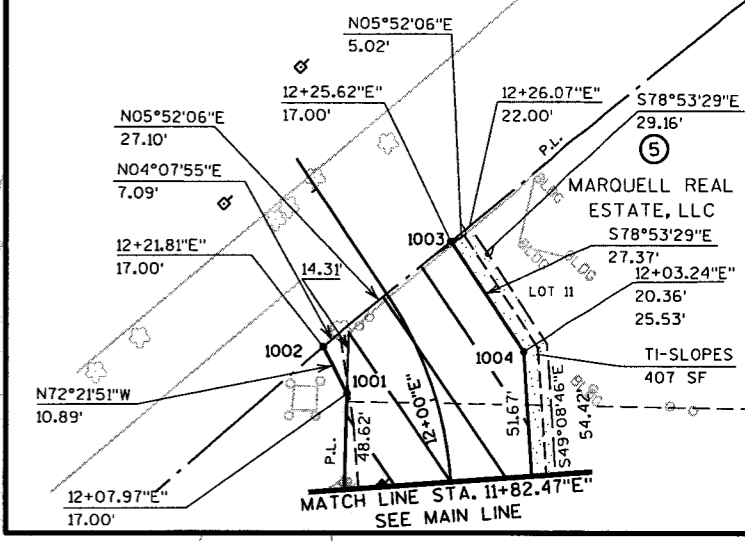 N05°52'06"E
5.02'
12+25.62"E"
17.00'
12+26.07"E"
22.00'
S78°53'29"E
29.16'
N05°52'06"E
27.10'
P.L.
5
N04°07'55"E
7.09'
MARQUELL REAL
ESTATE, LLC
BLDG
12+21.81"E"
17.00'
1003
S78°53'29"E
27.37'
BLDG
BLDG
14.31'
12+03.24"E"
20.36'
25.53'
LOT 11
1002
1004
TI-SLOPES
407 SF
N72°21'51"W
10.89'
1001
12+00"E"
BLDG
P.L.
48.62'
51.67'
S49°08'46"E
54.42'
12+07.97"E"
17.00'
MATCH LINE STA. 11+82.47"E"
SEE MAIN LINE